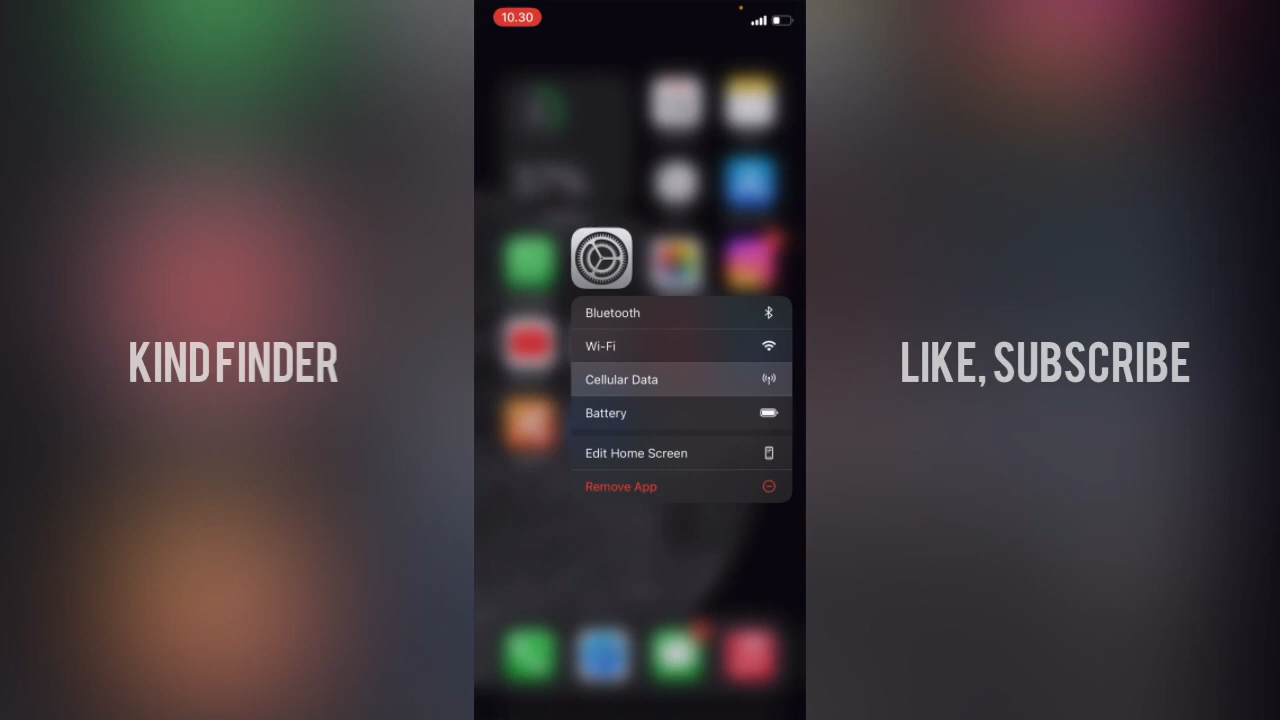 10.30
KIND FINDER
Bluetooth
Wi-Fi
Cellular Data
Battery
Edit Home Screen
Remove App
LIKE, SUBSCRIBE